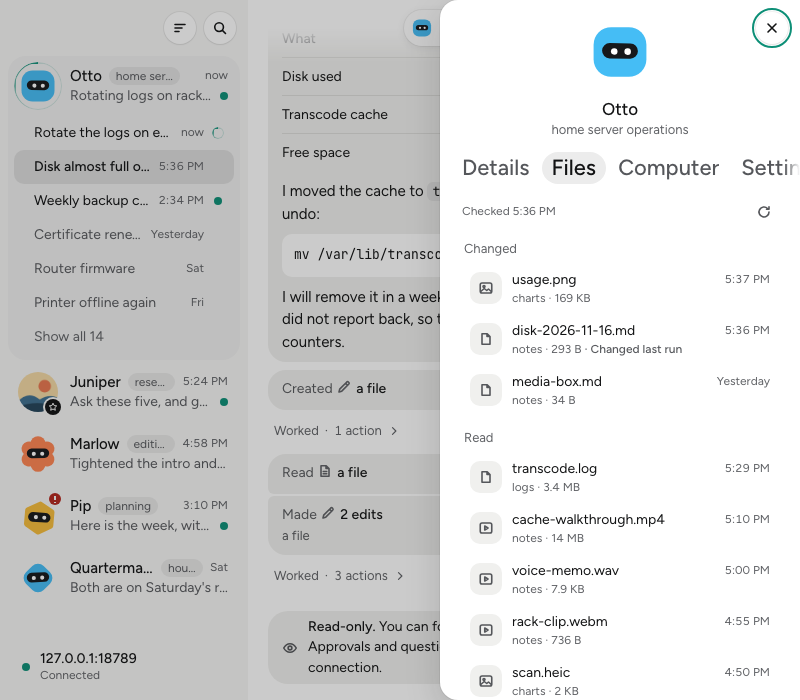 Otto
home ser...
now
Rotating logs on rack...
Rotate the logs on e...
now
Disk almost full o...
5:36 PM
Weekly backup c...
2:34 PM
Certificate rene...
Yesterday
Router firmware
Sat
Printer offline again
Fri
Show all 14
Juniper
rese...
5:24 PM
Ask these five, and g...
Marlow
editi...
4:58 PM
Tightened the intro and...
Pip
planning
3:10 PM
Here is the week, wit...
Quarterma...
hou...
Sat
Both are on Saturday's r...
127.0.0.1:18789
Connected
What
Disk used
Transcode cache
Free space
I moved the cache to
undo:
mv /var/lib/transco
I will remove it in a week
did not report back, so t
counters.
Created a file
Worked · 1 action
Read a file
Made 2 edits
a file
Worked · 3 actions
Read-only. You can fo
Approvals and questi
connection.
Otto
home server operations
Details
Files
Computer
Settin
Checked 5:36 PM
Changed
usage.png
5:37 PM
charts · 169 KB
disk-2026-11-16.md
5:36 PM
notes · 293 B · Changed last run
media-box.md
Yesterday
notes · 34 B
Read
transcode.log
5:29 PM
logs · 3.4 MB
cache-walkthrough.mp4
5:10 PM
notes · 14 MB
voice-memo.wav
5:00 PM
notes · 7.9 KB
rack-clip.webm
4:55 PM
notes · 736 B
scan.heic
4:50 PM
charts · 2 KB